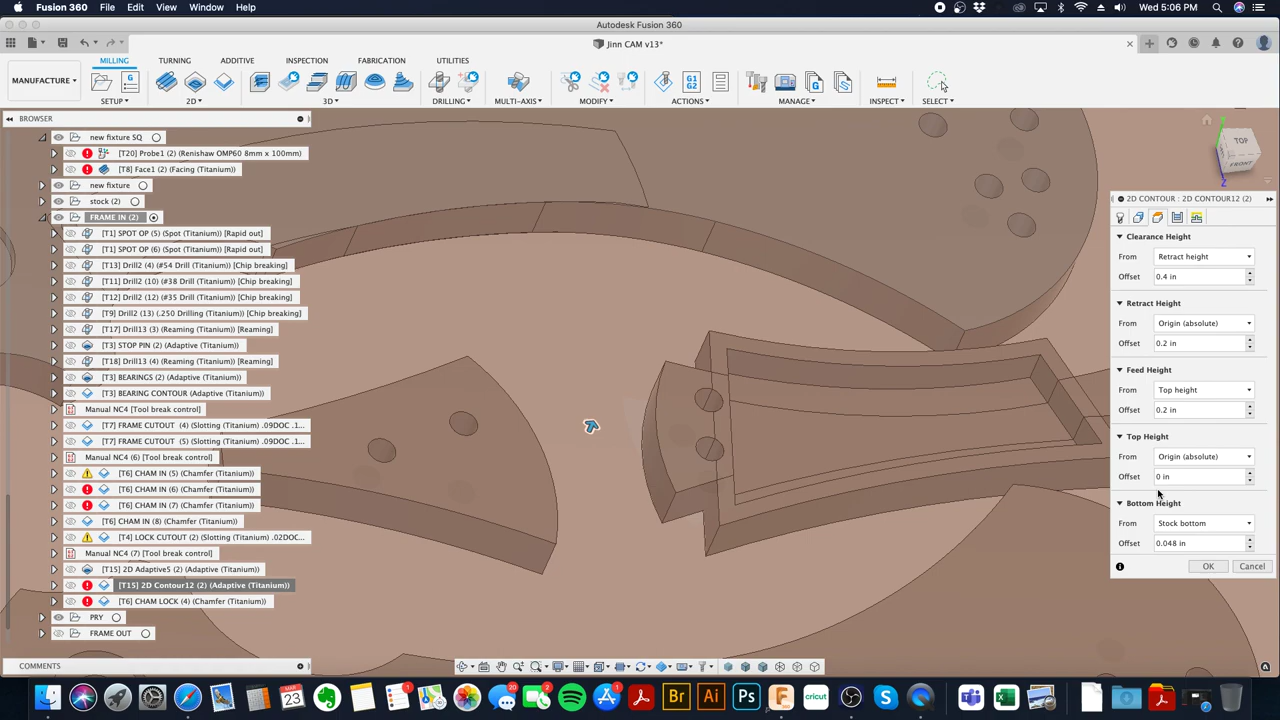 Fusion 360 File Edit View Window Help Wed 5:06 PM
Autodesk Fusion 360
Jinn CAM v13*
MILLING TURNING ADDITIVE INSPECTION FABRICATION UTILITIES
MANUFACTURE
G1
G2
SETUP 2D 3D DRILLING MULTI-AXIS MODIFY ACTIONS MANAGE INSPECT SELECT
BROWSER
new fixture SQ
[T20] Probe1 (2) (Renishaw OMP60 8mm x 100mm)
[T8] Face1 (2) (Facing (Titanium))
new fixture
stock (2)
FRAME IN (2)
[T1] SPOT OP (5) (Spot (Titanium)) [Rapid out]
[T1] SPOT OP (6) (Spot (Titanium)) [Rapid out]
[T13] Drill2 (4) (#54 Drill (Titanium)) [Chip breaking]
[T11] Drill2 (10) (#38 Drill (Titanium)) [Chip breaking]
[T12] Drill2 (12) (#35 Drill (Titanium)) [Chip breaking]
[T9] Drill2 (13) (.250 Drilling (Titanium)) [Chip breaking]
[T17] Drill13 (3) (Reaming (Titanium)) [Reaming]
[T3] STOP PIN (2) (Adaptive (Titanium))
[T18] Drill13 (4) (Reaming (Titanium)) [Reaming]
[T3] BEARINGS (2) (Adaptive (Titanium))
[T3] BEARING CONTOUR (Adaptive (Titanium))
Manual NC4 [Tool break control]
[T7] FRAME CUTOUT (4) (Slotting (Titanium) .09DOC .1...
[T7] FRAME CUTOUT (5) (Slotting (Titanium) .09DOC .1...
Manual NC4 (6) [Tool break control]
[T6] CHAM IN (5) (Chamfer (Titanium))
[T6] CHAM IN (6) (Chamfer (Titanium))
[T6] CHAM IN (7) (Chamfer (Titanium))
[T6] CHAM IN (8) (Chamfer (Titanium))
[T4] LOCK CUTOUT (2) (Slotting (Titanium) .02DOC...
Manual NC4 (7) [Tool break control]
[T15] 2D Adaptive5 (2) (Adaptive (Titanium))
[T15] 2D Contour12 (2) (Adaptive (Titanium))
[T6] CHAM LOCK (4) (Chamfer (Titanium))
PRY
FRAME OUT
COMMENTS
TOP
FRONT
Y
Z
2D CONTOUR : 2D CONTOUR12 (2)
Clearance Height
From Retract height
Offset 0.4 in
Retract Height
From Origin (absolute)
Offset 0.2 in
Feed Height
From Top height
Offset 0.2 in
Top Height
From Origin (absolute)
Offset 0 in
Bottom Height
From Stock bottom
Offset 0.048 in
OK Cancel
MAR
23
20
1
2
Br
Ai
Ps
cricut